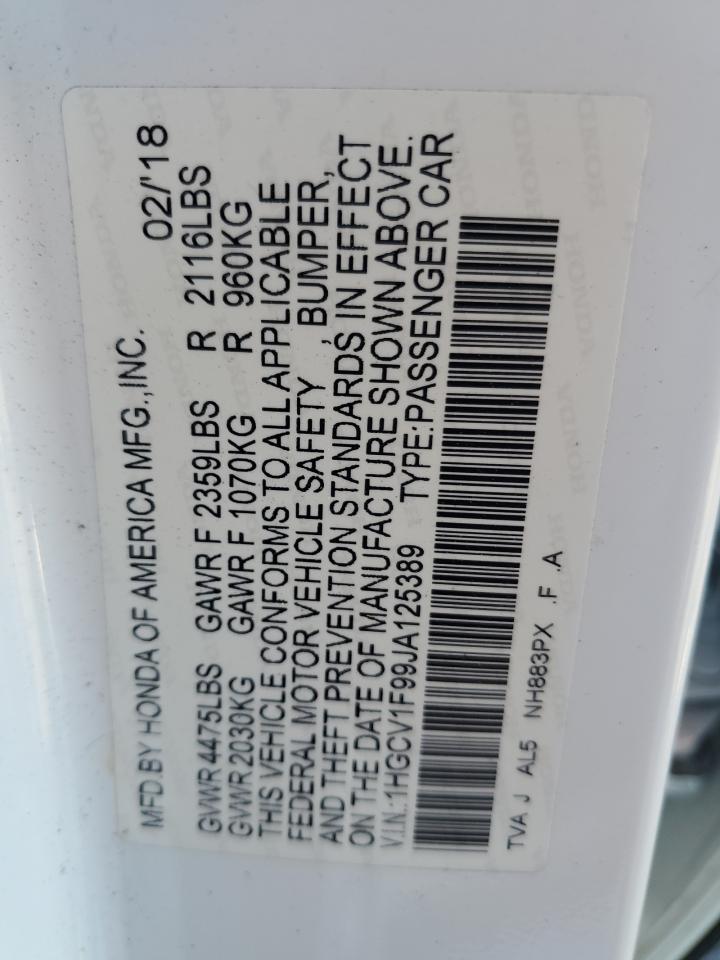 MFD.BY HONDA OF AMERICA MFG.,INC. 02/'18
GVWR 4475LBS GAWR F 2359LBS R 2116LBS
GVWR 2030KG GAWR F 1070KG R 960KG
THIS VEHICLE CONFORMS TO ALL APPLICABLE
FEDERAL MOTOR VEHICLE SAFETY , BUMPER,
AND THEFT PREVENTION STANDARDS IN EFFECT
ON THE DATE OF MANUFACTURE SHOWN ABOVE.
V.I.N.:1HGCV1F99JA125389 TYPE:PASSENGER CAR
TVA J AL5 NH883PX .F .A